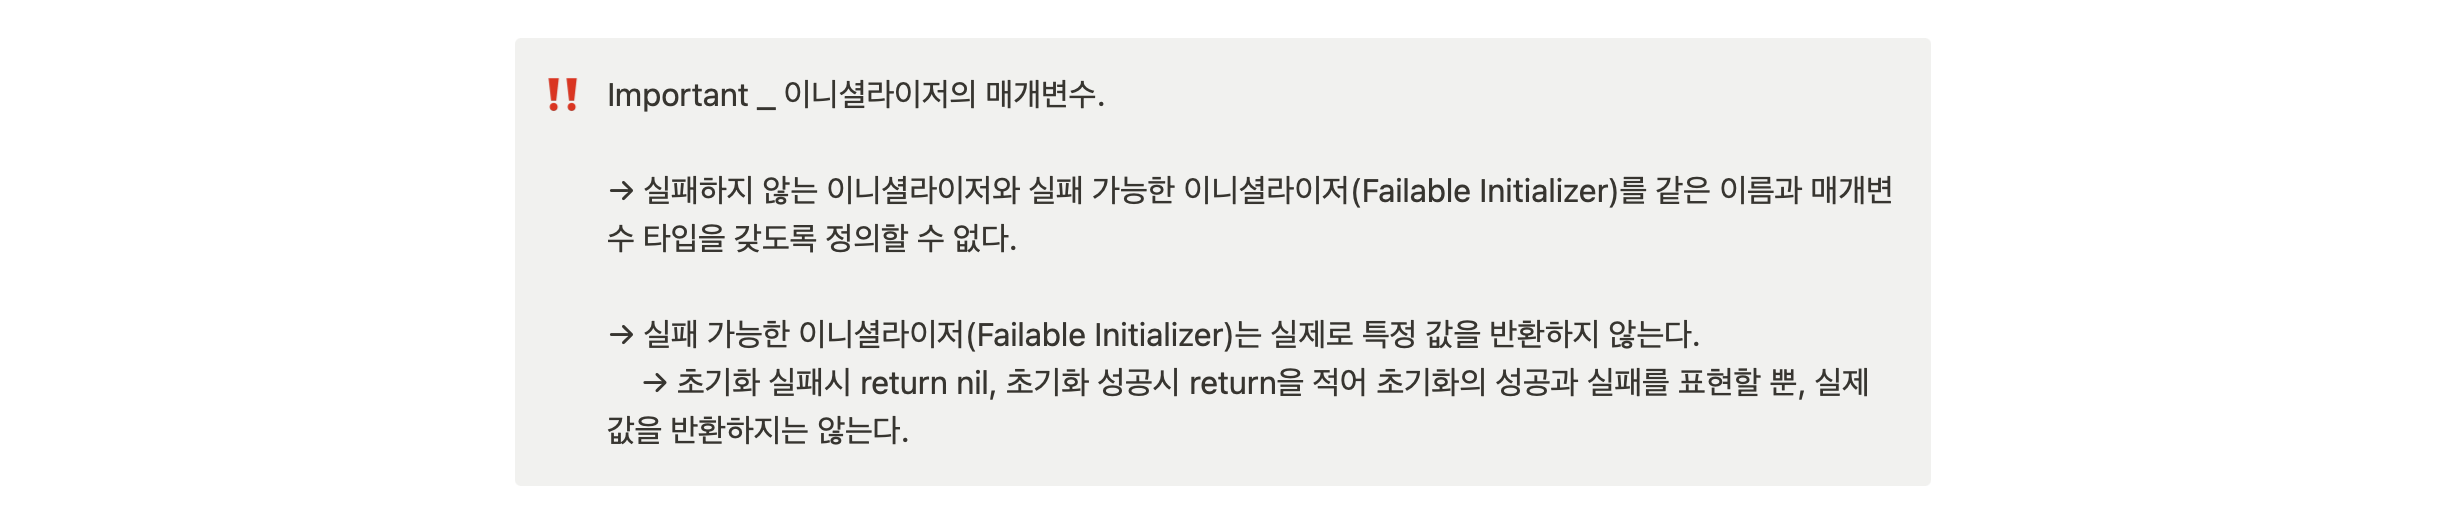 ‼ Important _ 이니셜라이저의 매개변수.
→ 실패하지 않는 이니셜라이저와 실패 가능한 이니셜라이저(Failable Initializer)를 같은 이름과 매개변
수 타입을 갖도록 정의할 수 없다.
→ 실패 가능한 이니셜라이저(Failable Initializer)는 실제로 특정 값을 반환하지 않는다.
→ 초기화 실패시 return nil, 초기화 성공시 return을 적어 초기화의 성공과 실패를 표현할 뿐, 실제
값을 반환하지는 않는다.